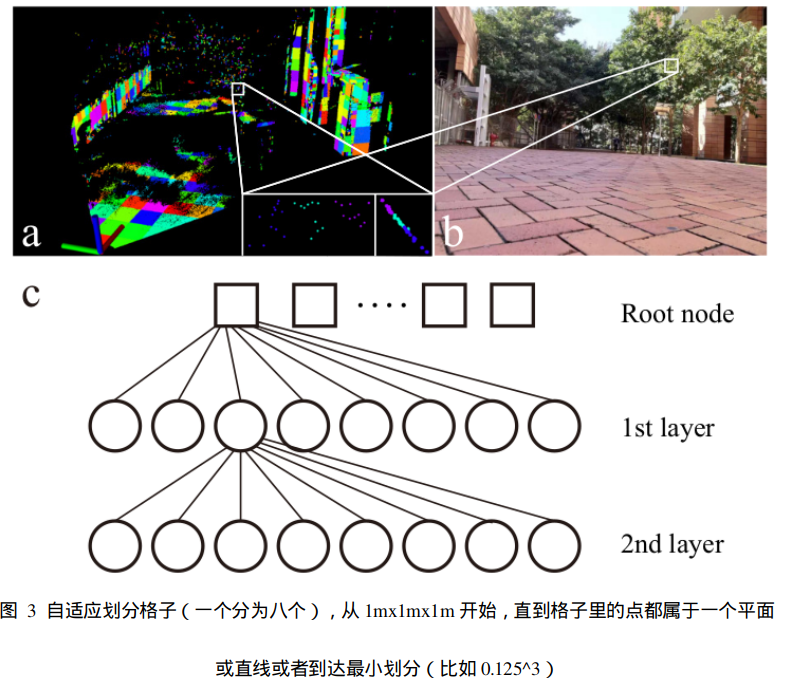 a
b
c
....
Root node
1st layer
2nd layer
图 3 自适应划分格子（一个分为八个）, 从 1mx1mx1m 开始，直到格子里的点都属于一个平面
或直线或者到达最小划分（比如 0.125^3）